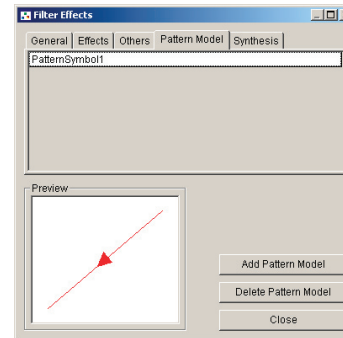 Filter Effects
General Effects Others Pattern Model Synthesis
PatternSymbol1
Preview
Add Pattern Model
Delete Pattern Model
Close